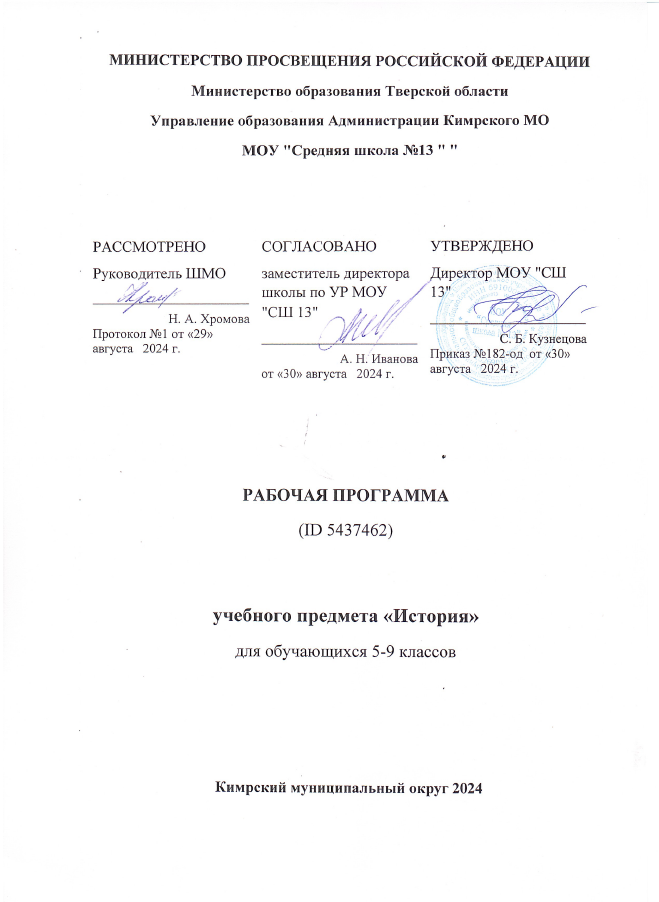 МИНИСТЕРСТВО ПРОСВЕЩЕНИЯ РОССИЙСКОЙ ФЕДЕРАЦИИ
Министерство образования Тверской области
Управление образования Администрации Кимрского МО
МОУ "Средняя школа №13 " "
РАССМОТРЕНО
Руководитель ШМО
Н. А. Хромова
Протокол №1 от «29»
августа 2024 г.
СОГЛАСОВАНО
заместитель директора
школы по УР МОУ
"СШ 13"
А. Н. Иванова
от «30» августа 2024 г.
УТВЕРЖДЕНО
Директор МОУ "СШ
13"
С. Б. Кузнецова
Приказ №182-од от «30»
августа 2024 г.
РАБОЧАЯ ПРОГРАММА
(ID 5437462)
учебного предмета «История»
для обучающихся 5-9 классов
Кимрский муниципальный округ 2024